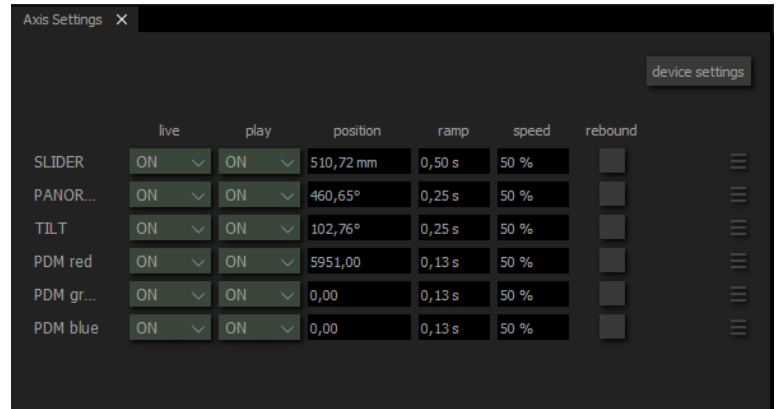 Axis Settings ×
device settings
live play position ramp speed rebound
SLIDER ON ON 510,72 mm 0,50 s 50 %
PANOR... ON ON 460,65° 0,25 s 50 %
TILT ON ON 102,76° 0,25 s 50 %
PDM red ON ON 5951,00 0,13 s 50 %
PDM gr... ON ON 0,00 0,13 s 50 %
PDM blue ON ON 0,00 0,13 s 50 %